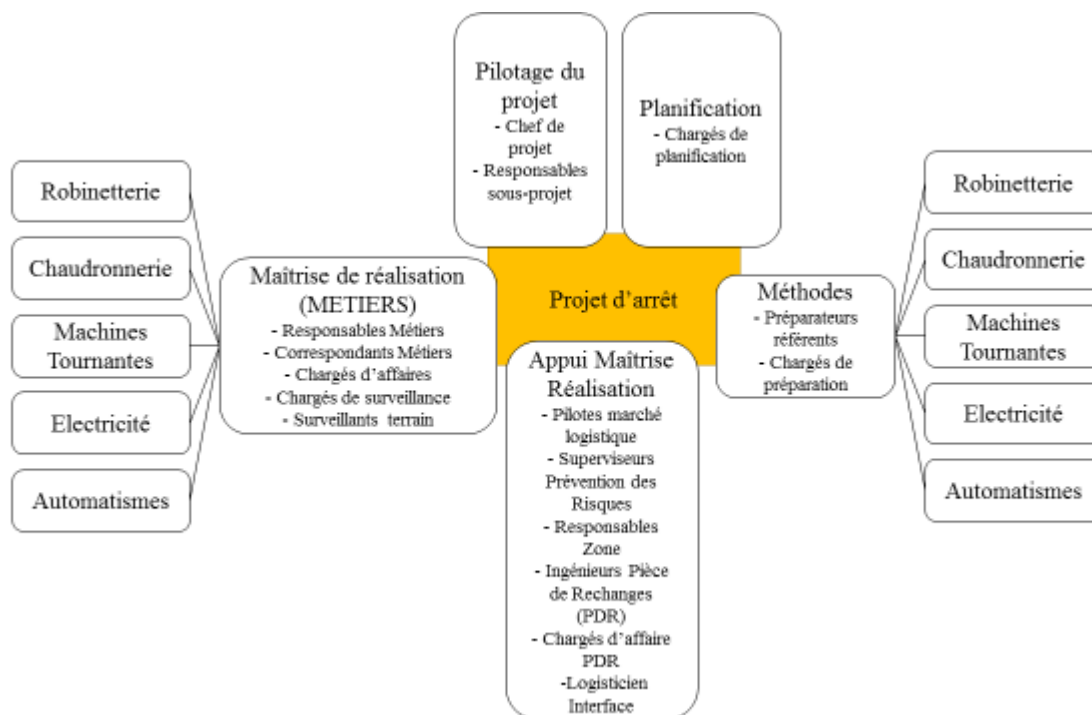 Pilotage du
projet
- Chef de
projet
- Responsables
sous-projet
Planification
- Chargés de
planification
Robinetterie
Chaudronnerie
Machines
Tournantes
Electricité
Automatismes
Maîtrise de réalisation
(METIERS)
- Responsables Métiers
- Correspondants Métiers
- Chargés d'affaires
- Chargés de surveillance
- Surveillants terrain
Projet d'arrêt
Méthodes
- Préparateurs
référents
- Chargés de
préparation
Robinetterie
Chaudronnerie
Machines
Tournantes
Electricité
Automatismes
Appui Maîtrise
Réalisation
- Pilotes marché
logistique
- Superviseurs
Prévention des
Risques
- Responsables
Zone
- Ingénieurs Pièce
de Rechanges
(PDR)
- Chargés d'affaire
PDR
-Logisticien
Interface